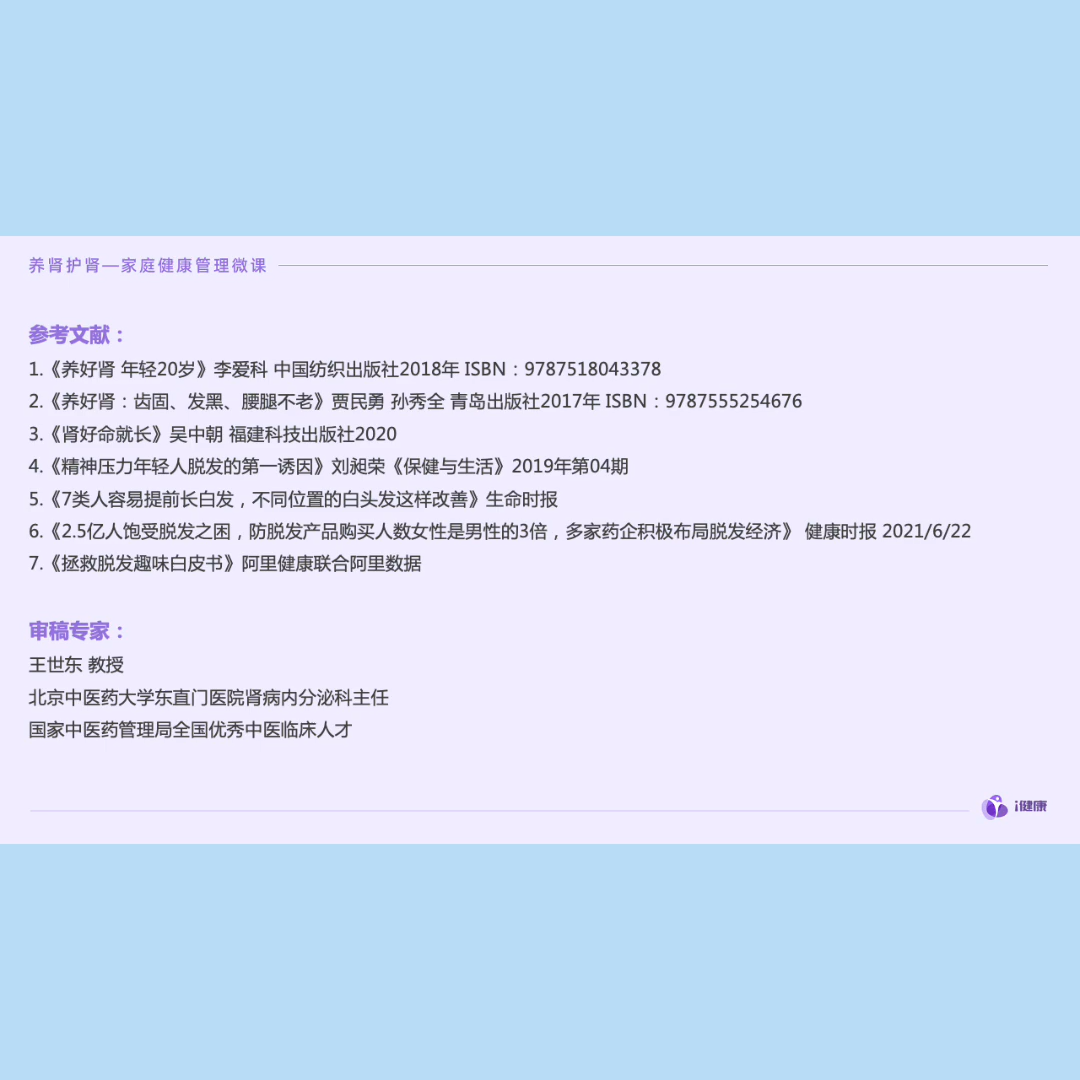 养肾护肾—家庭健康管理微课
参考文献：
1.《养好肾 年轻20岁》李爱科 中国纺织出版社2018年 ISBN：9787518043378
2.《养好肾：齿固、发黑、腰腿不老》贾民勇 孙秀全 青岛出版社2017年 ISBN：9787555254676
3.《肾好命就长》吴中朝 福建科技出版社2020
4.《精神压力年轻人脱发的第一诱因》刘昶荣《保健与生活》2019年第04期
5.《7类人容易提前长白发，不同位置的白头发这样改善》生命时报
6.《2.5亿人饱受脱发之困，防脱发产品购买人数女性是男性的3倍，多家药企积极布局脱发经济》 健康时报 2021/6/22
7.《拯救脱发趣味白皮书》阿里健康联合阿里数据
审稿专家：
王世东 教授
北京中医药大学东直门医院肾病内分泌科主任
国家中医药管理局全国优秀中医临床人才
i健康